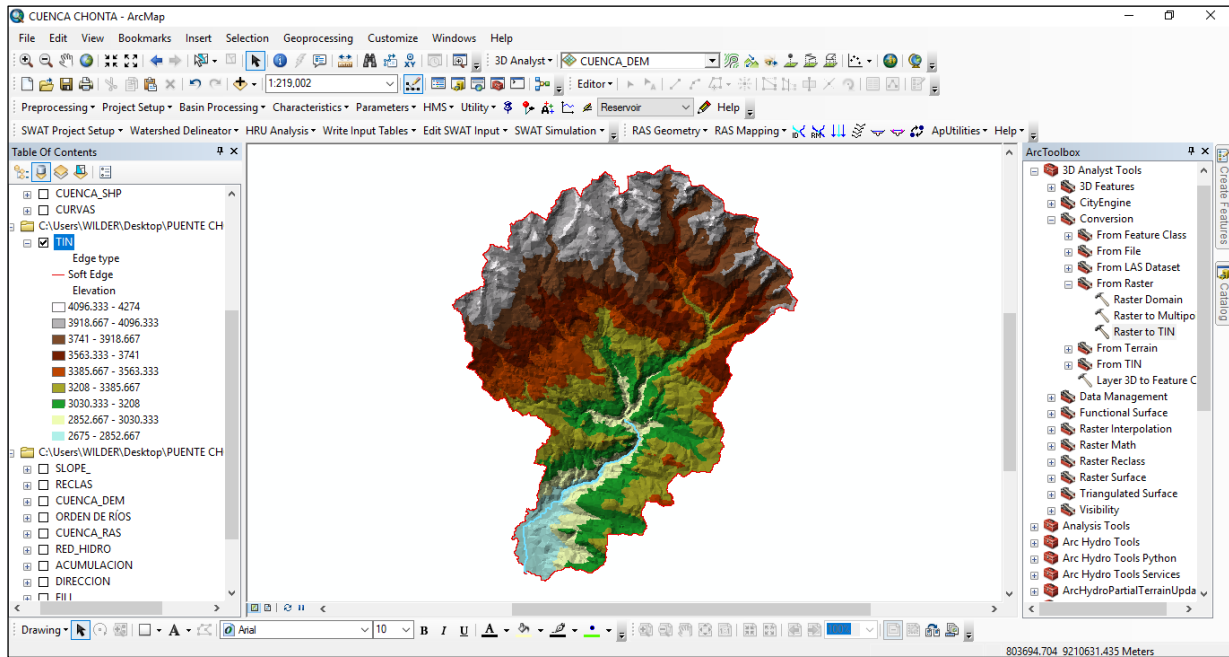 CUENCA CHONTA - ArcMap
File Edit View Bookmarks Insert Selection Geoprocessing Customize Windows Help
3D Analyst CUENCA_DEM
1:219,002 Editor
Preprocessing Project Setup Basin Processing Characteristics Parameters HMS Utility Reservoir Help
SWAT Project Setup Watershed Delineator HRU Analysis Write Input Tables Edit SWAT Input SWAT Simulation RAS Geometry RAS Mapping ApUtilities Help
Table Of Contents
CUENCA_SHP
CURVAS
C:\Users\WILDER\Desktop\PUENTE CH
TIN
Edge type
Soft Edge
Elevation
4096.333 - 4274
3918.667 - 4096.333
3741 - 3918.667
3563.333 - 3741
3385.667 - 3563.333
3208 - 3385.667
3030.333 - 3208
2852.667 - 3030.333
2675 - 2852.667
C:\Users\WILDER\Desktop\PUENTE CH
SLOPE_
RECLAS
CUENCA_DEM
ORDEN DE RÍOS
CUENCA_RAS
RED_HIDRO
ACUMULACION
DIRECCION
FILL
ArcToolbox
3D Analyst Tools
3D Features
CityEngine
Conversion
From Feature Class
From File
From LAS Dataset
From Raster
Raster Domain
Raster to Multipo
Raster to TIN
From Terrain
From TIN
Layer 3D to Feature C
Data Management
Functional Surface
Raster Interpolation
Raster Math
Raster Reclass
Raster Surface
Triangulated Surface
Visibility
Analysis Tools
Arc Hydro Tools
Arc Hydro Tools Python
Arc Hydro Tools Services
ArcHydroPartialTerrainUpda
Create Features
Catalog
Drawing A Arial 10 B I U A
803694.704 9210631.435 Meters